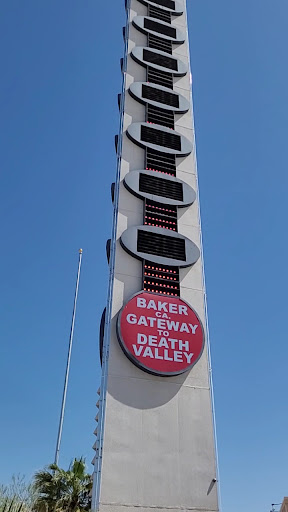 BAKER
CA.
GATEWAY
TO
DEATH
VALLEY